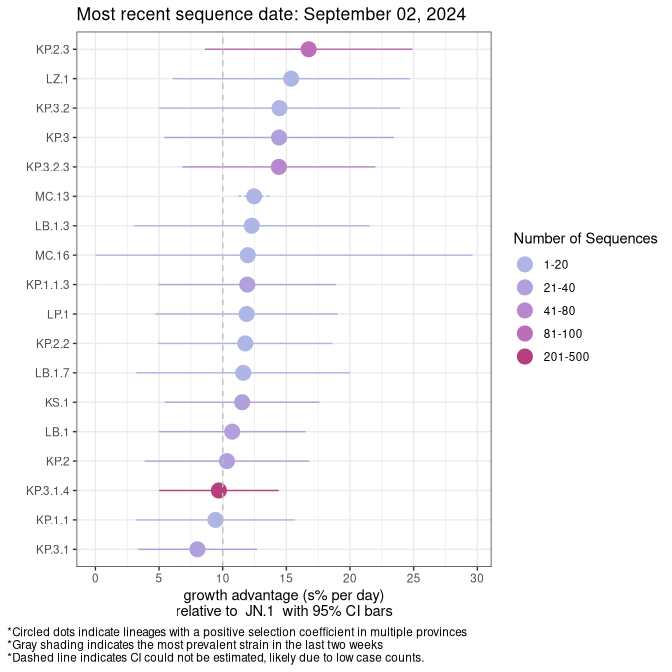 Most recent sequence date: September 02, 2024
KP.2.3
LZ.1
KP.3.2
KP.3
KP.3.2.3
MC.13
LB.1.3
MC.16
KP.1.1.3
LP.1
KP.2.2
LB.1.7
KS.1
LB.1
KP.2
KP.3.1.4
KP.1.1
KP.3.1
0 5 10 15 20 25 30
growth advantage (s% per day)
relative to JN.1 with 95% CI bars
Number of Sequences
1-20
21-40
41-80
81-100
201-500
*Circled dots indicate lineages with a positive selection coefficient in multiple provinces
*Gray shading indicates the most prevalent strain in the last two weeks
*Dashed line indicates CI could not be estimated, likely due to low case counts.